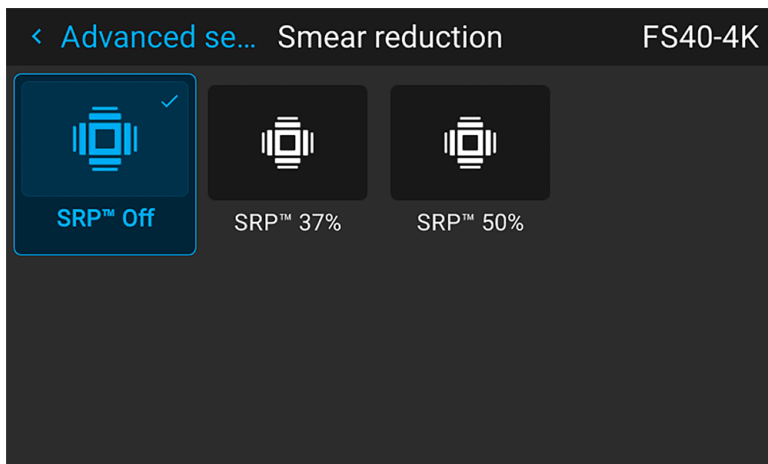 Advanced se... Smear reduction FS40-4K
SRP™ Off SRP™ 37% SRP™ 50%